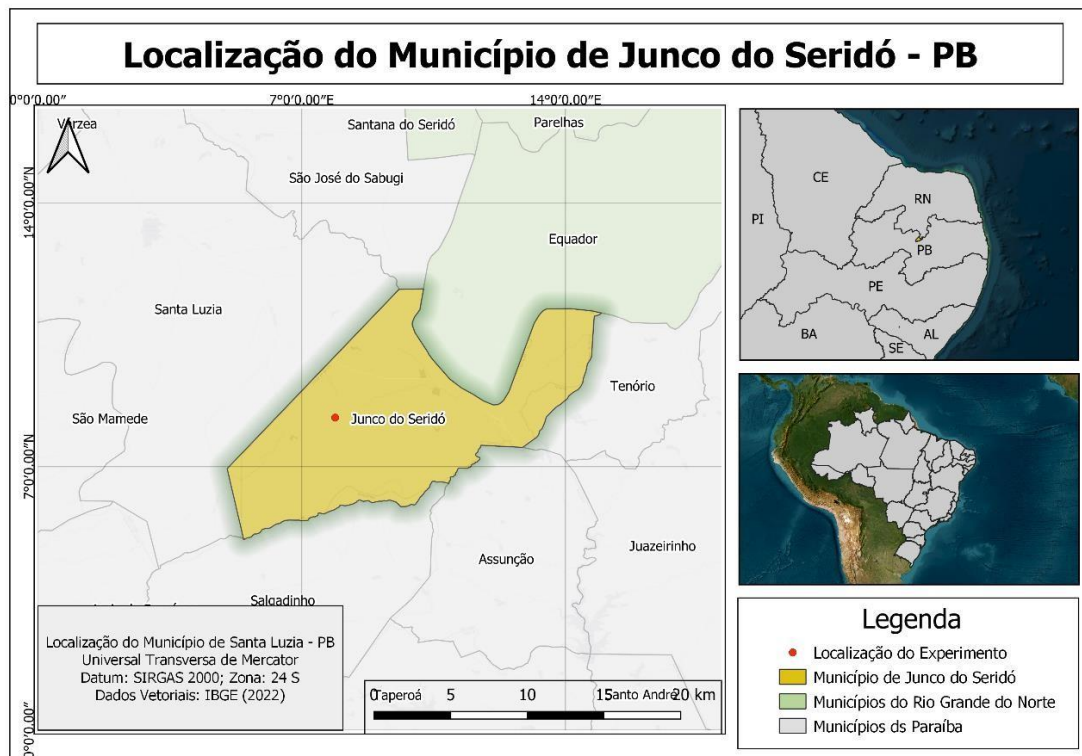 Localização do Município de Junco do Seridó - PB
0°0'0.00" 7°0'0.00"E 14°0'0.00"E
Várzea
Santana do Seridó
Parelhas
São José do Sabugi
14°0'0.00"N
Equador
Santa Luzia
Tenório
São Mamede
Junco do Seridó
7°0'0.00"N
Assunção
Juazeirinho
Salgadinho
Localização do Município de Santa Luzia - PB
Universal Transversa de Mercator
Datum: SIRGAS 2000; Zona: 24 S
Dados Vetoriais: IBGE (2022)
0°0'0.00"
Taperoá
Santo André
0 5 10 15 20 km
CE
RN
PI
PB
PE
BA
AL
SE
Legenda
Localização do Experimento
Município de Junco do Seridó
Municípios do Rio Grande do Norte
Municípios ds Paraíba